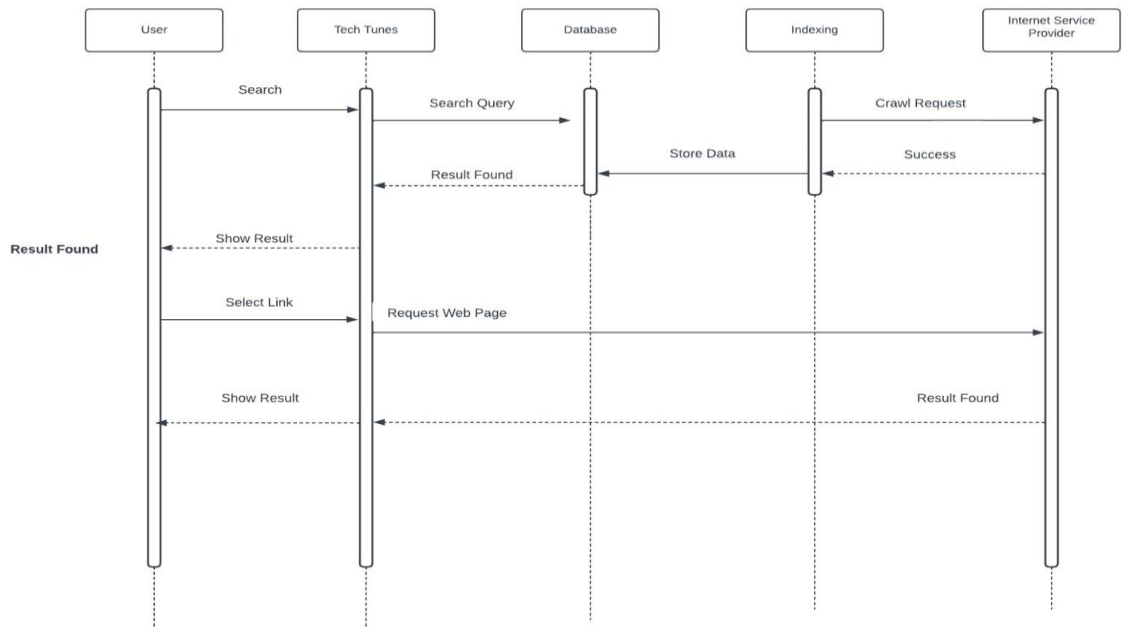 User
Tech Tunes
Database
Indexing
Internet Service
Provider
Search
Search Query
Crawl Request
Store Data
Success
Result Found
Show Result
Result Found
Select Link
Request Web Page
Show Result
Result Found